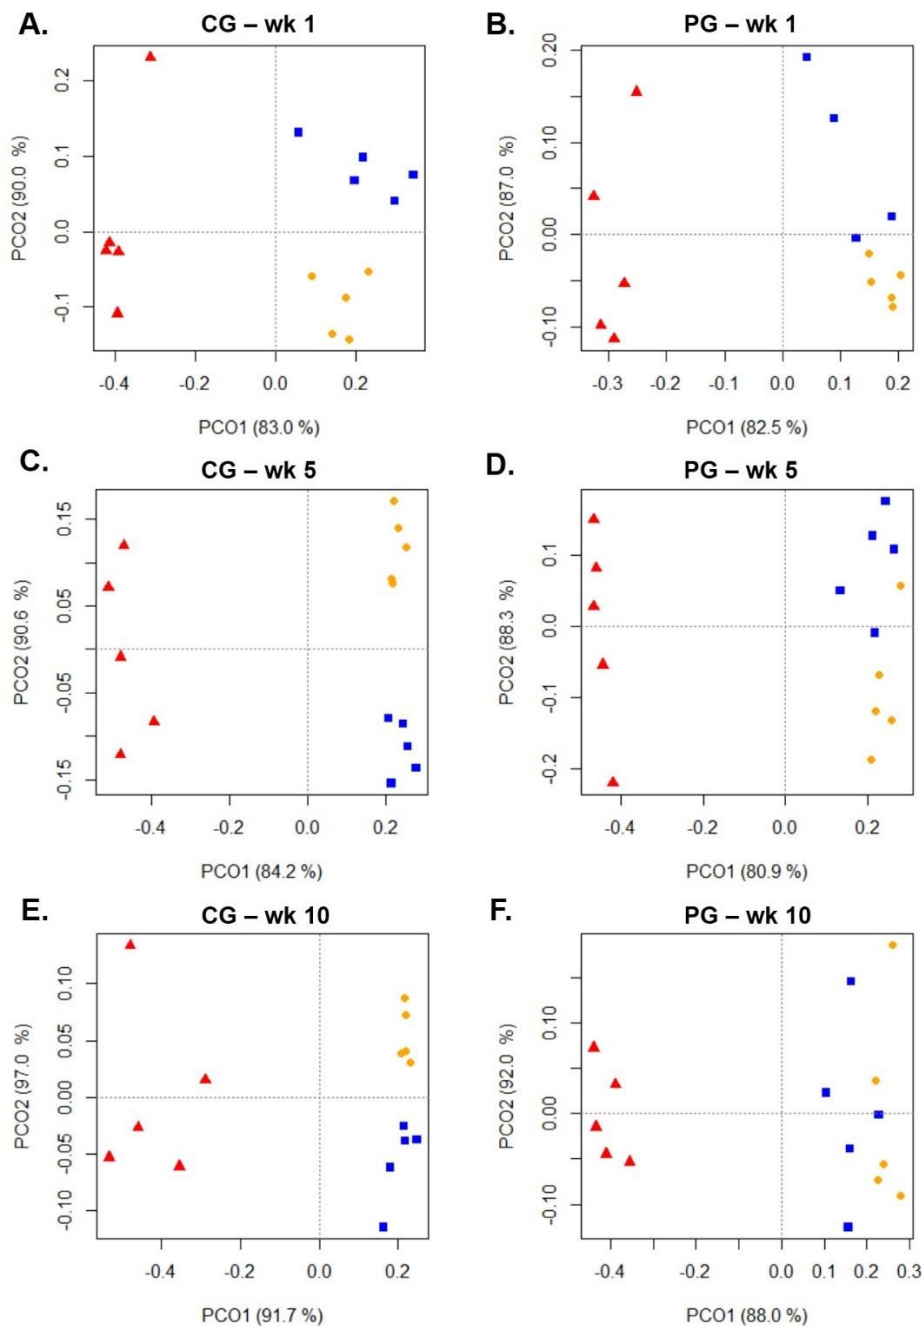 A. CG – wk 1
B. PG – wk 1
PCO2 (90.0 %)
0.2
0.1
0.0
-0.1
-0.4 -0.2 0.0 0.2
PCO1 (83.0 %)
PCO2 (87.0 %)
0.20
0.10
0.00
-0.10
-0.3 -0.1 0.0 0.1 0.2
PCO1 (82.5 %)
C. CG – wk 5
D. PG – wk 5
PCO2 (90.6 %)
0.15
0.05
-0.05
-0.15
-0.4 -0.2 0.0 0.2
PCO1 (84.2 %)
PCO2 (88.3 %)
0.1
0.0
-0.1
-0.2
-0.4 -0.2 0.0 0.2
PCO1 (80.9 %)
E. CG – wk 10
F. PG – wk 10
PCO2 (97.0 %)
0.10
0.05
0.00
-0.05
-0.10
-0.4 -0.2 0.0 0.2
PCO1 (91.7 %)
PCO2 (92.0 %)
0.10
0.00
-0.10
-0.4 -0.2 0.0 0.1 0.2 0.3
PCO1 (88.0 %)